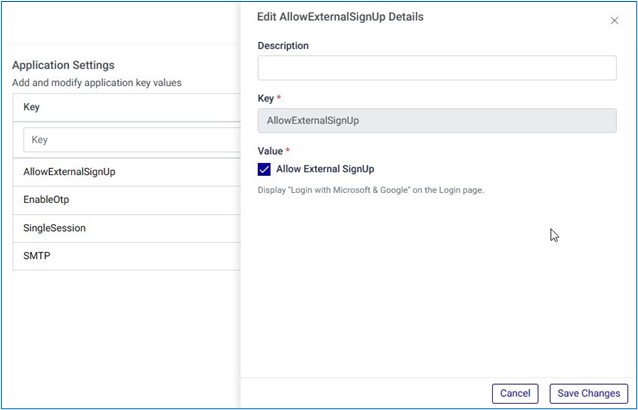 Application Settings
Add and modify application key values
Key
Key
AllowExternalSignUp
EnableOtp
SingleSession
SMTP
Edit AllowExternalSignUp Details
Description
Key *
AllowExternalSignUp
Value *
Allow External SignUp
Display "Login with Microsoft & Google" on the Login page.
Cancel
Save Changes